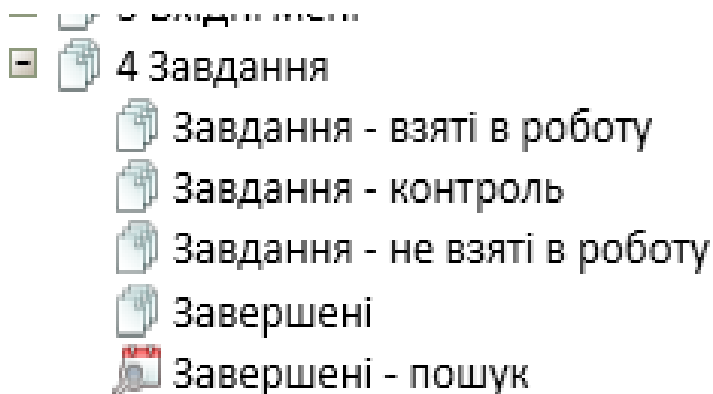 4 Завдання
Завдання - взяті в роботу
Завдання - контроль
Завдання - не взяті в роботу
Завершені
Завершені - пошук